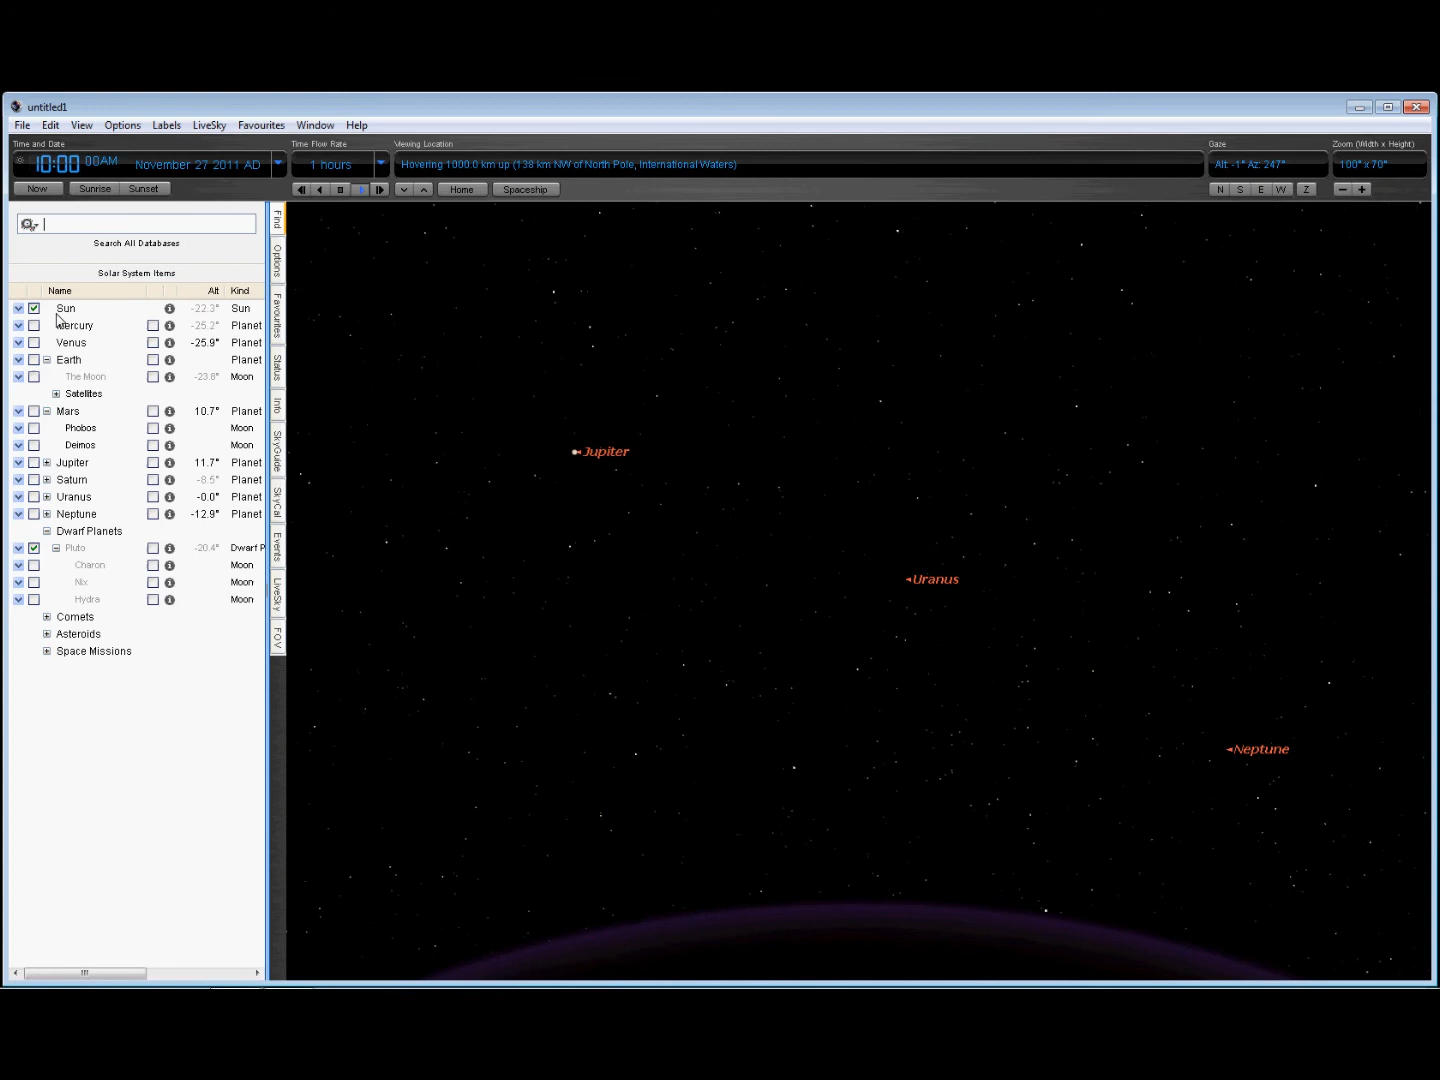 untitled1
File Edit View Options Labels LiveSky Favourites Window Help
Time and Date Time Flow Rate Viewing Location Gaze Zoom (Width x Height)
10:00 00AM November 27 2011 AD 1 hours Hovering 1000.0 km up (138 km NW of North Pole, International Waters) Alt: -1° Az: 247° 100° x 70°
Now Sunrise Sunset Home Spaceship N S E W Z
Search All Databases
Solar System Items
Name Alt Kind
Sun -22.3° Sun
Mercury -25.2° Planet
Venus -25.9° Planet
Earth Planet
The Moon -23.6° Moon
Satellites
Mars 10.7° Planet
Phobos Moon
Deimos Moon
Jupiter 11.7° Planet
Saturn -8.5° Planet
Uranus -0.0° Planet
Neptune -12.9° Planet
Dwarf Planets
Pluto -20.4° Dwarf P
Charon Moon
Nix Moon
Hydra Moon
Comets
Asteroids
Space Missions
Find
Options
Favourites
Status
Info
SkyGuide
SkyCal
Events
LiveSky
FOV
Jupiter
Uranus
Neptune